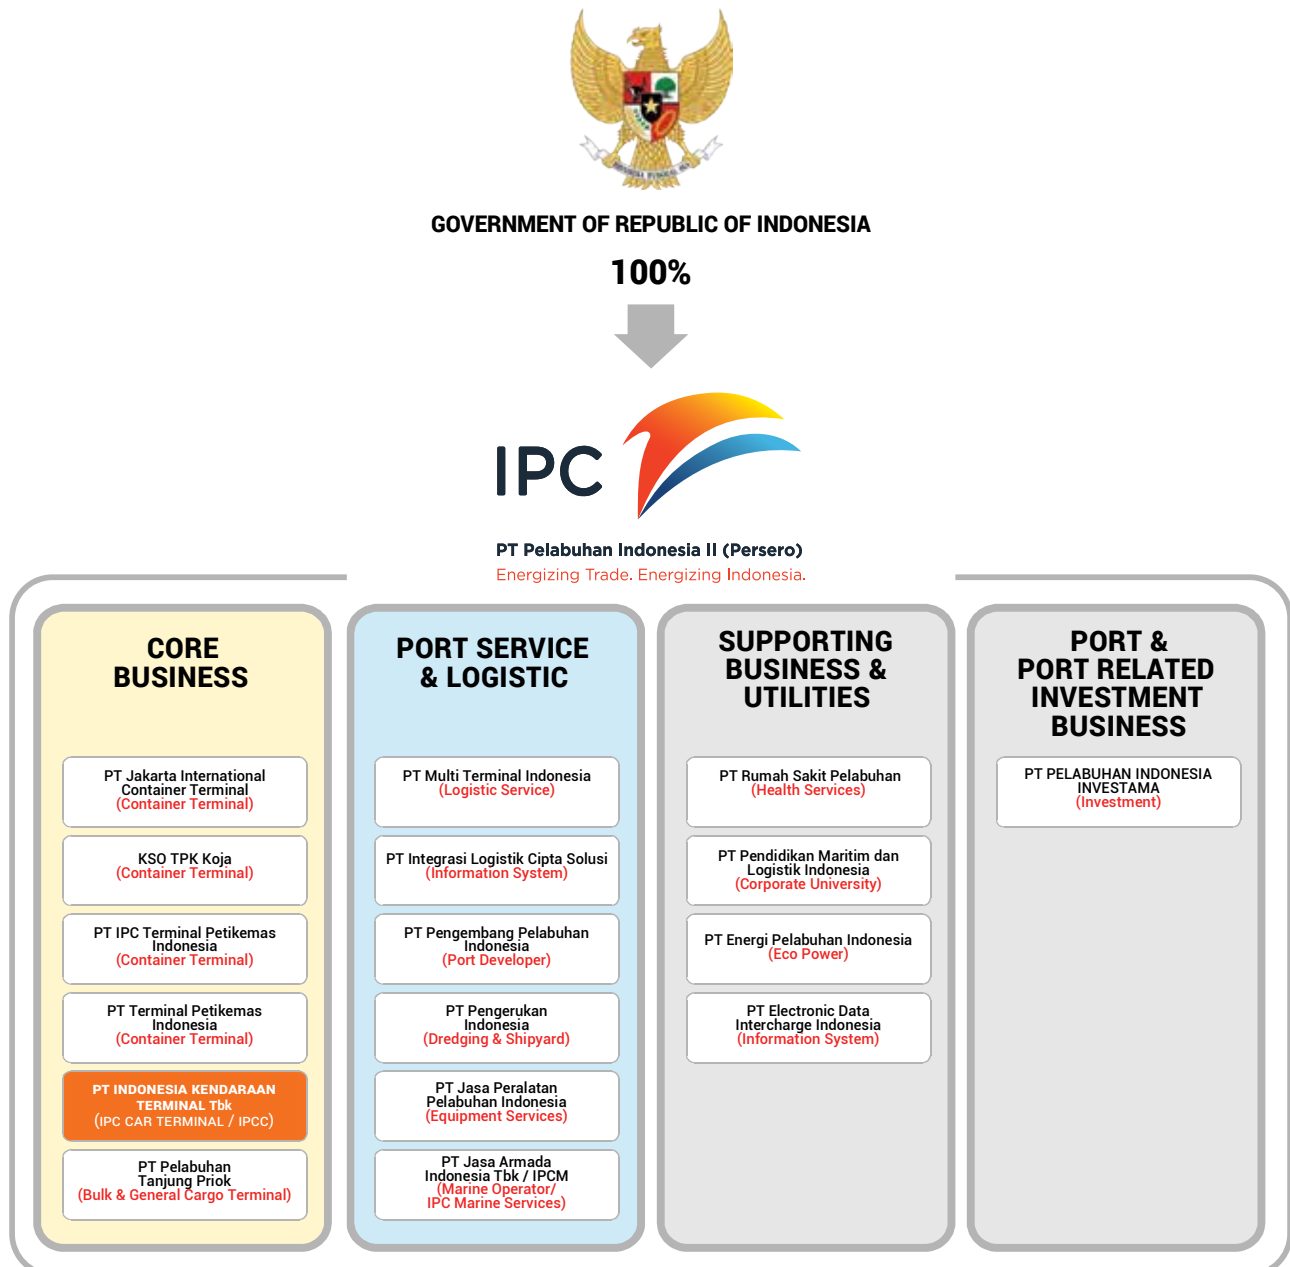 GOVERNMENT OF REPUBLIC OF INDONESIA
100%
IPC
PT Pelabuhan Indonesia II (Persero)
Energizing Trade. Energizing Indonesia.
CORE
BUSINESS
PT Jakarta International
Container Terminal
(Container Terminal)
KSO TPK Koja
(Container Terminal)
PT IPC Terminal Petikemas
Indonesia
(Container Terminal)
PT Terminal Petikemas
Indonesia
(Container Terminal)
PT INDONESIA KENDARAAN
TERMINAL Tbk
(IPC CAR TERMINAL / IPCC)
PT Pelabuhan
Tanjung Priok
(Bulk & General Cargo Terminal)
PORT SERVICE
& LOGISTIC
PT Multi Terminal Indonesia
(Logistic Service)
PT Integrasi Logistik Cipta Solusi
(Information System)
PT Pengembang Pelabuhan
Indonesia
(Port Developer)
PT Pengerukan
Indonesia
(Dredging & Shipyard)
PT Jasa Peralatan
Pelabuhan Indonesia
(Equipment Services)
PT Jasa Armada
Indonesia Tbk / IPCM
(Marine Operator/
IPC Marine Services)
SUPPORTING
BUSINESS &
UTILITIES
PT Rumah Sakit Pelabuhan
(Health Services)
PT Pendidikan Maritim dan
Logistik Indonesia
(Corporate University)
PT Energi Pelabuhan Indonesia
(Eco Power)
PT Electronic Data
Intercharge Indonesia
(Information System)
PORT &
PORT RELATED
INVESTMENT
BUSINESS
PT PELABUHAN INDONESIA
INVESTAMA
(Investment)